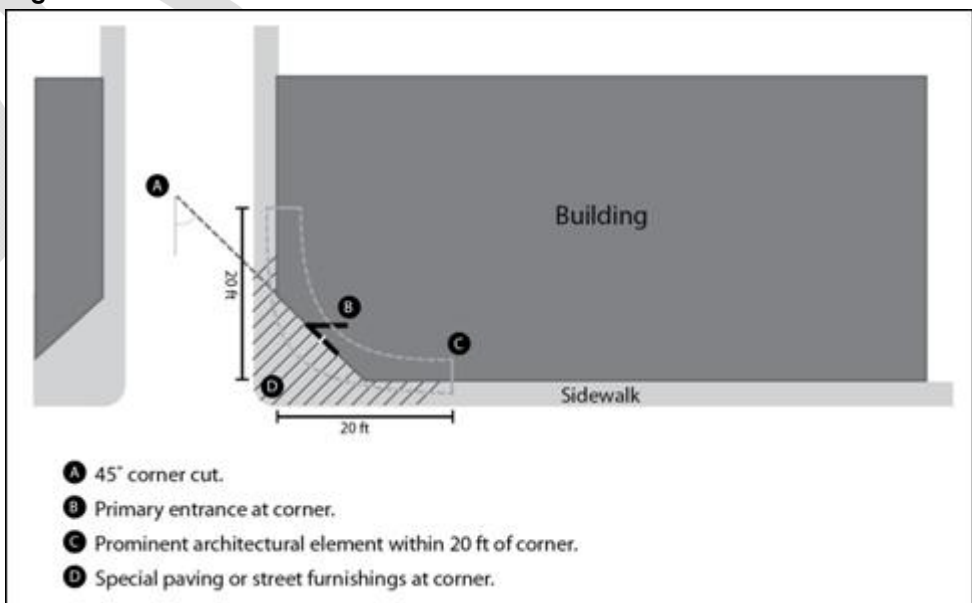 A
Building
20 ft
B
C
D
Sidewalk
20 ft
A 45° corner cut.
B Primary entrance at corner.
C Prominent architectural element within 20 ft of corner.
D Special paving or street furnishings at corner.